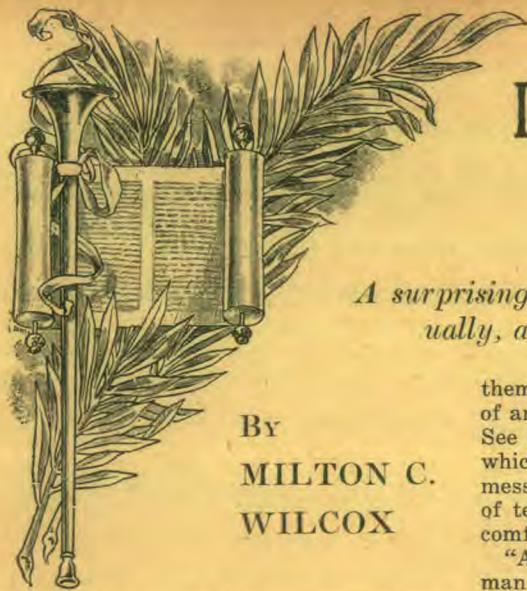 A surprising
ually, a
By
MILTON C.
WILCOX
them
of an
See
which
mess
of te
comf
"A
man